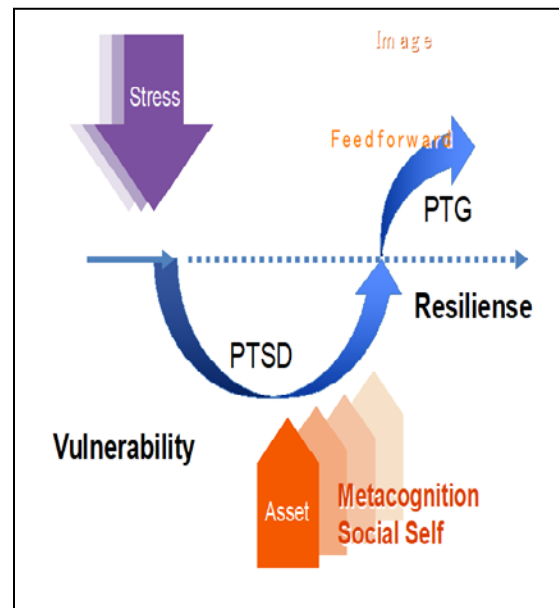 Image
Stress
Feedforward
PTG
Resiliense
PTSD
Vulnerability
Asset
Metacognition
Social Self